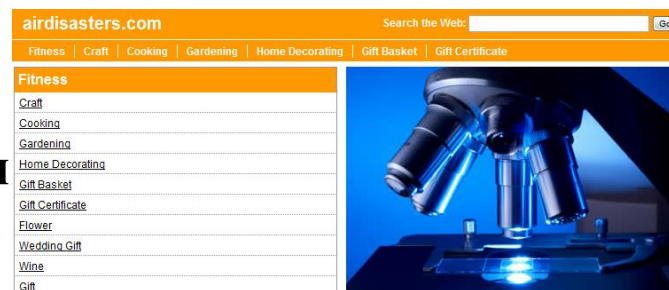 airdisasters.com Search the Web: Go
Fitness | Craft | Cooking | Gardening | Home Decorating | Gift Basket | Gift Certificate
Fitness
Craft
Cooking
Gardening
Home Decorating
Gift Basket
Gift Certificate
Flower
Wedding Gift
Wine
Gift